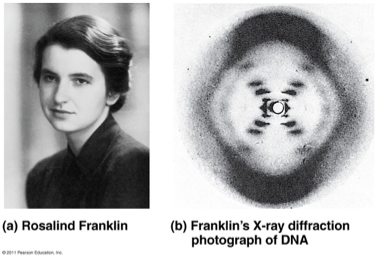 (a) Rosalind Franklin
(b) Franklin's X-ray diffraction
photograph of DNA
© 2011 Pearson Education, Inc.